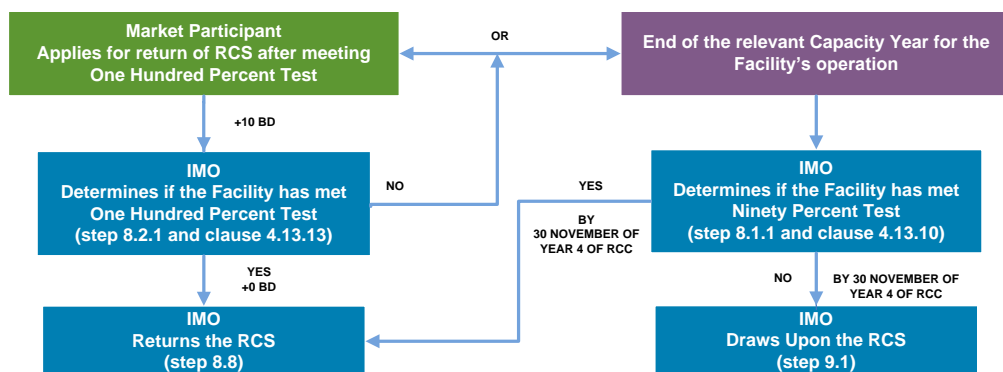 Market Participant
Applies for return of RCS after meeting
One Hundred Percent Test
OR
End of the relevant Capacity Year for the
Facility's operation
+10 BD
IMO
Determines if the Facility has met
One Hundred Percent Test
(step 8.2.1 and clause 4.13.13)
NO
YES
BY
30 NOVEMBER OF
YEAR 4 OF RCC
IMO
Determines if the Facility has met
Ninety Percent Test
(step 8.1.1 and clause 4.13.10)
YES
+0 BD
NO
BY 30 NOVEMBER OF
YEAR 4 OF RCC
IMO
Returns the RCS
(step 8.8)
IMO
Draws Upon the RCS
(step 9.1)